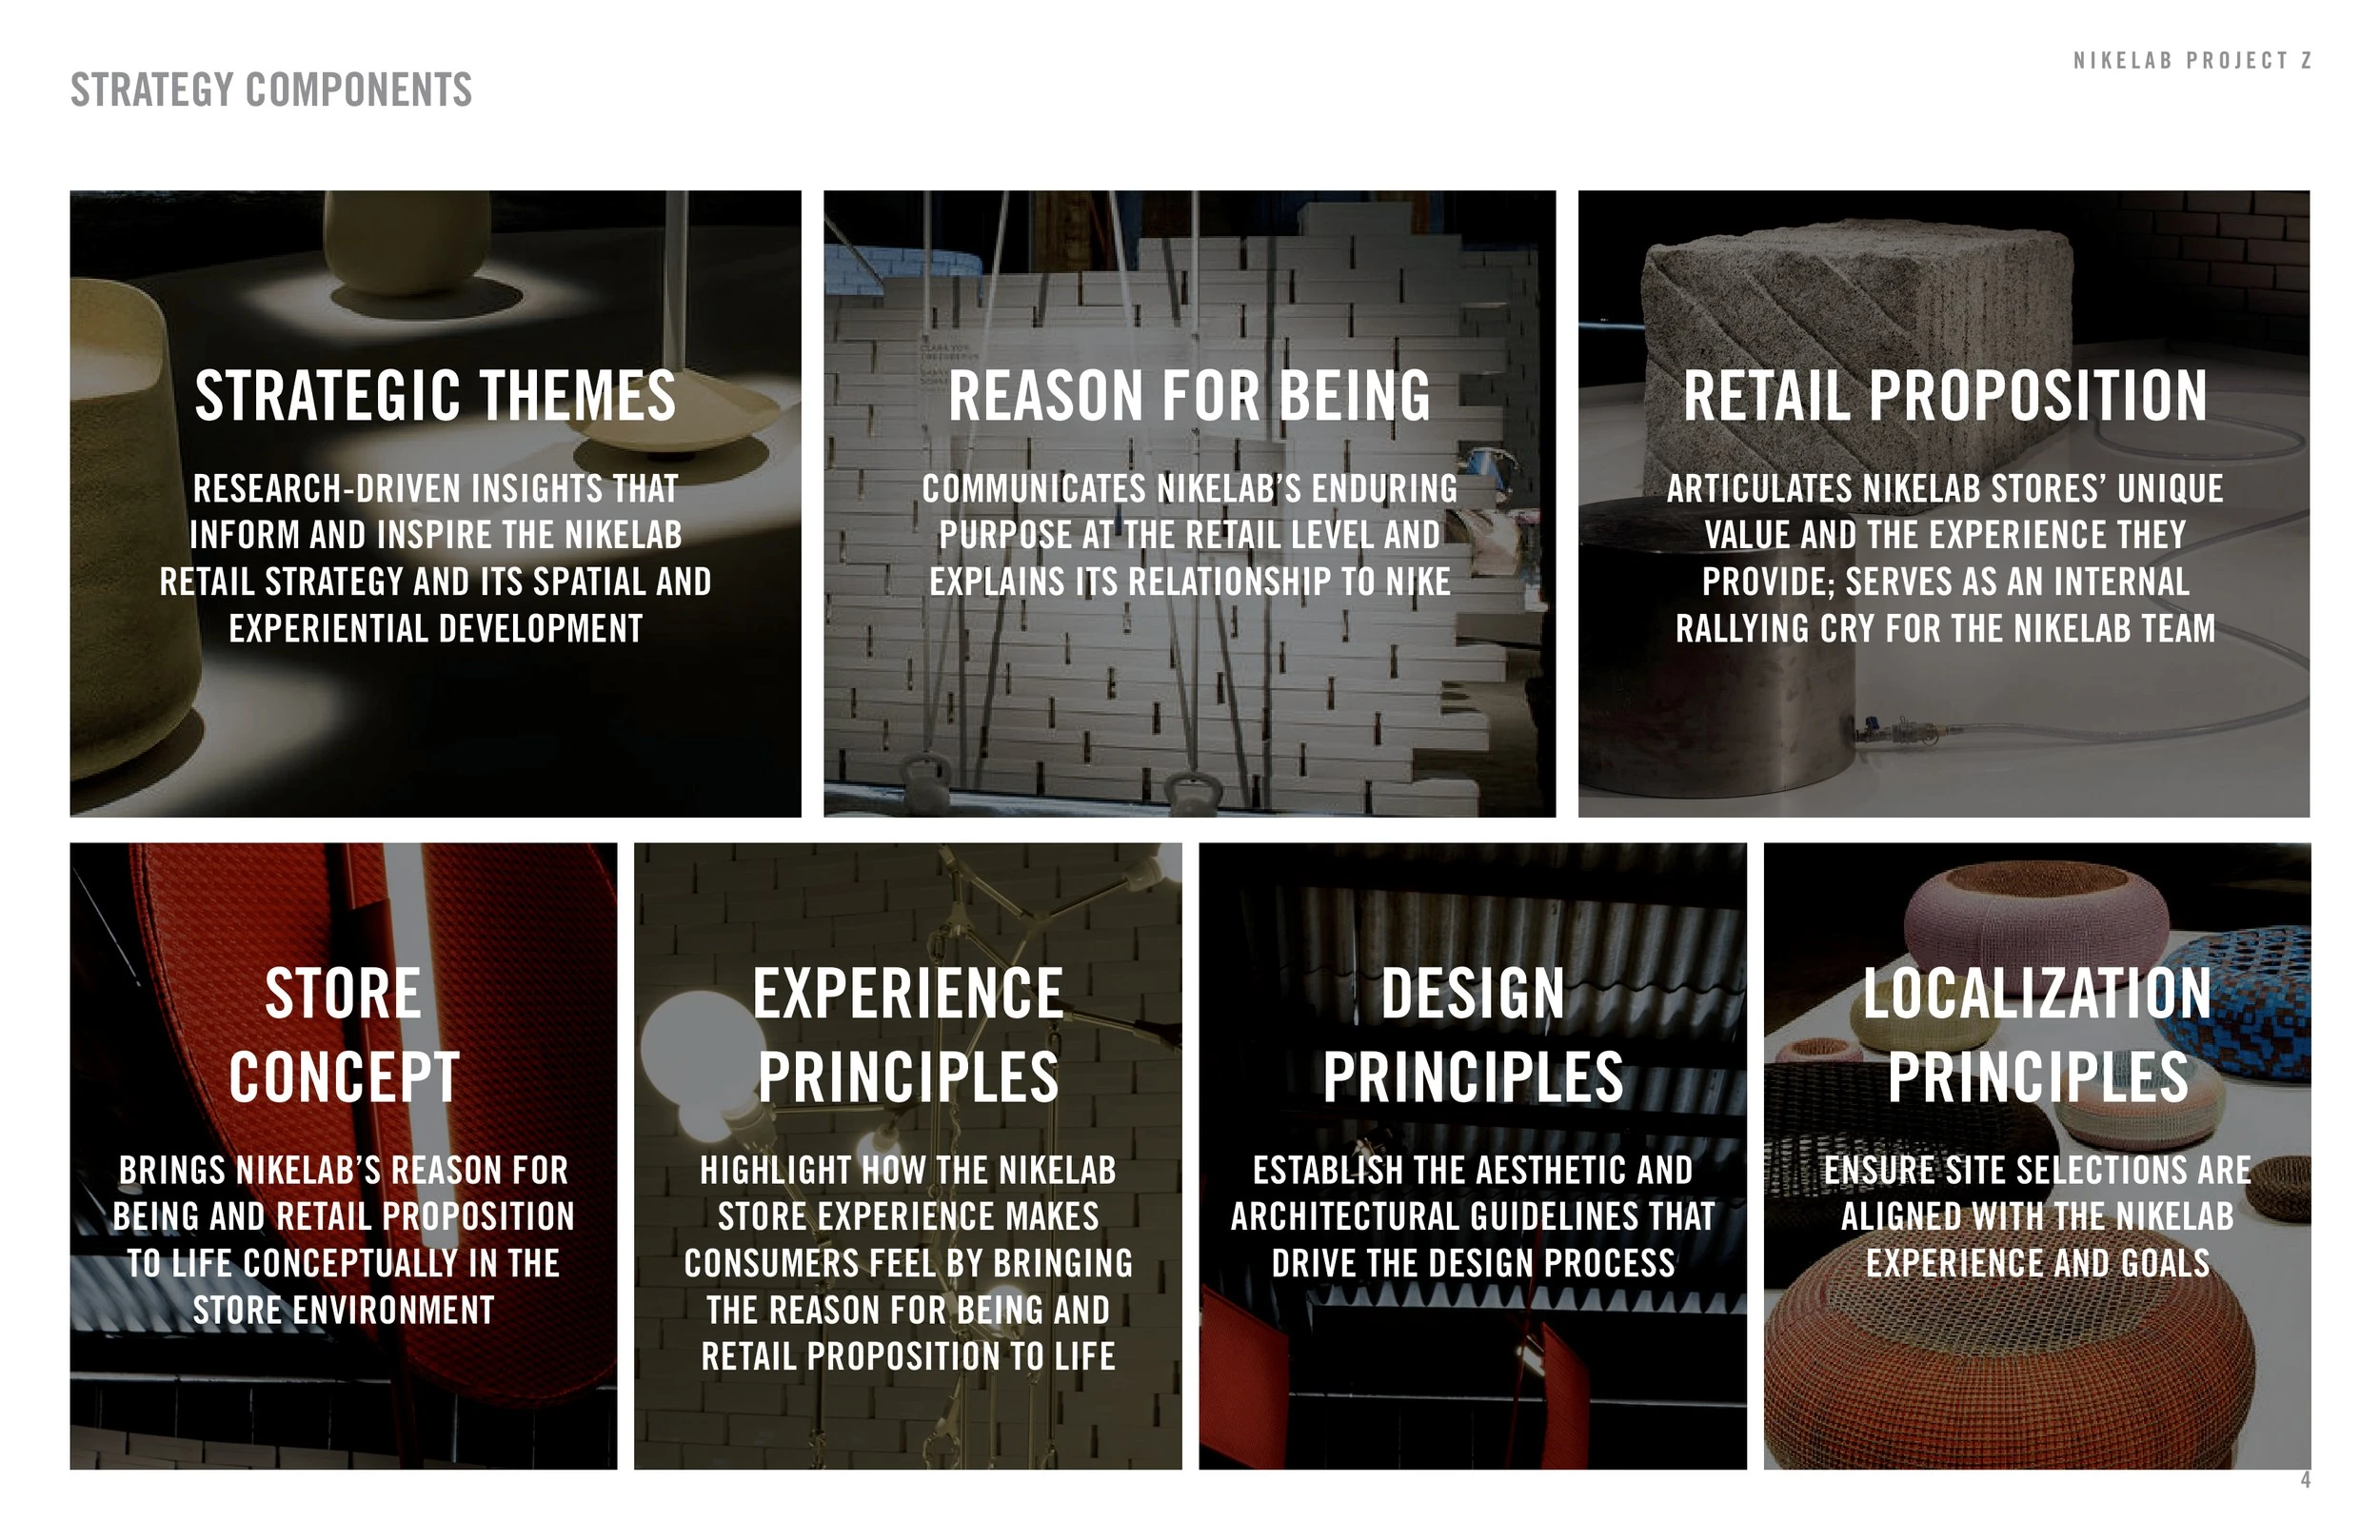 STRATEGY COMPONENTS
NIKELAB PROJECT Z
STRATEGIC THEMES
RESEARCH-DRIVEN INSIGHTS THAT
INFORM AND INSPIRE THE NIKELAB
RETAIL STRATEGY AND ITS SPATIAL AND
EXPERIENTIAL DEVELOPMENT
REASON FOR BEING
COMMUNICATES NIKELAB’S ENDURING
PURPOSE AT THE RETAIL LEVEL AND
EXPLAINS ITS RELATIONSHIP TO NIKE
RETAIL PROPOSITION
ARTICULATES NIKELAB STORES’ UNIQUE
VALUE AND THE EXPERIENCE THEY
PROVIDE; SERVES AS AN INTERNAL
RALLYING CRY FOR THE NIKELAB TEAM
STORE
CONCEPT
BRINGS NIKELAB’S REASON FOR
BEING AND RETAIL PROPOSITION
TO LIFE CONCEPTUALLY IN THE
STORE ENVIRONMENT
EXPERIENCE
PRINCIPLES
HIGHLIGHT HOW THE NIKELAB
STORE EXPERIENCE MAKES
CONSUMERS FEEL BY BRINGING
THE REASON FOR BEING AND
RETAIL PROPOSITION TO LIFE
DESIGN
PRINCIPLES
ESTABLISH THE AESTHETIC AND
ARCHITECTURAL GUIDELINES THAT
DRIVE THE DESIGN PROCESS
LOCALIZATION
PRINCIPLES
ENSURE SITE SELECTIONS ARE
ALIGNED WITH THE NIKELAB
EXPERIENCE AND GOALS
4